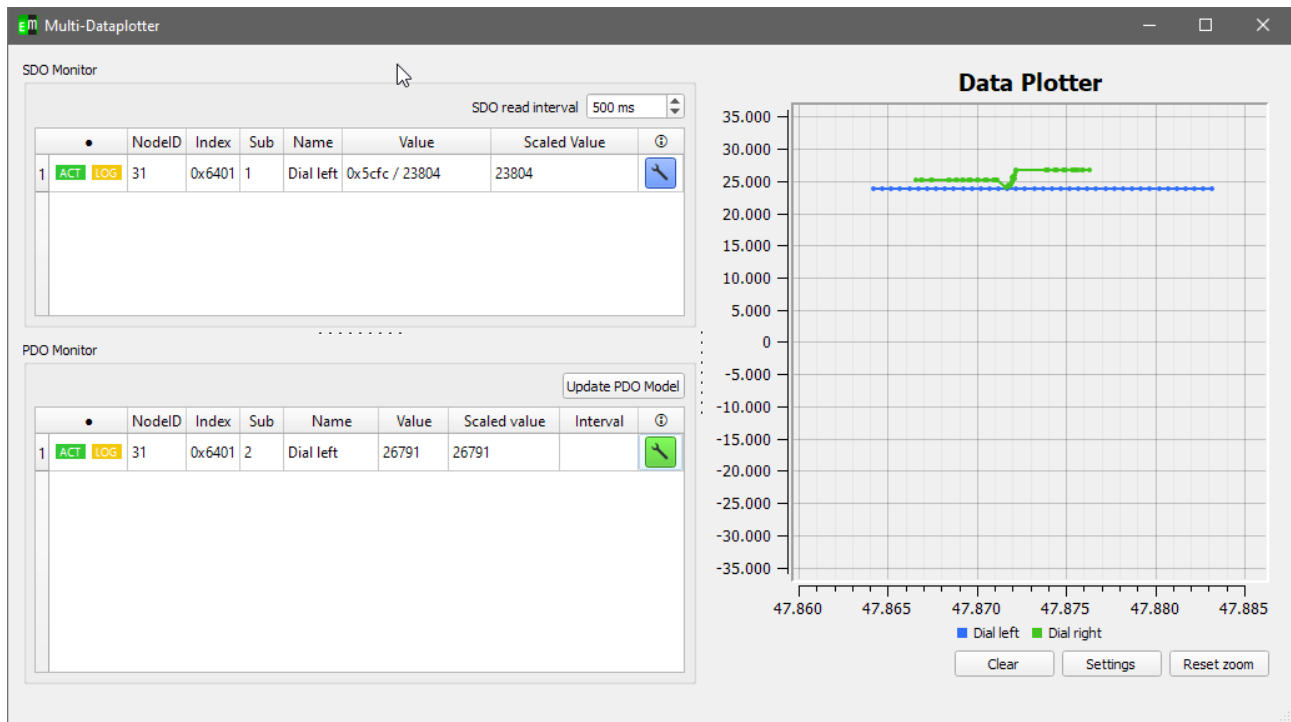 EM Multi-Dataplotter
SDO Monitor
SDO read interval 500 ms
● NodeID Index Sub Name Value Scaled Value ⓘ
1 ACT LOG 31 0x6401 1 Dial left 0x5cfc / 23804 23804
PDO Monitor
Update PDO Model
● NodeID Index Sub Name Value Scaled value Interval ⓘ
1 ACT LOG 31 0x6401 2 Dial left 26791 26791
Data Plotter
35.000
30.000
25.000
20.000
15.000
10.000
5.000
0
-5.000
-10.000
-15.000
-20.000
-25.000
-30.000
-35.000
47.860 47.865 47.870 47.875 47.880 47.885
Dial left Dial right
Clear Settings Reset zoom